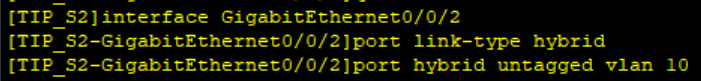 [TIP_S2]interface GigabitEthernet0/0/2
[TIP_S2-GigabitEthernet0/0/2]port link-type hybrid
[TIP_S2-GigabitEthernet0/0/2]port hybrid untagged vlan 10